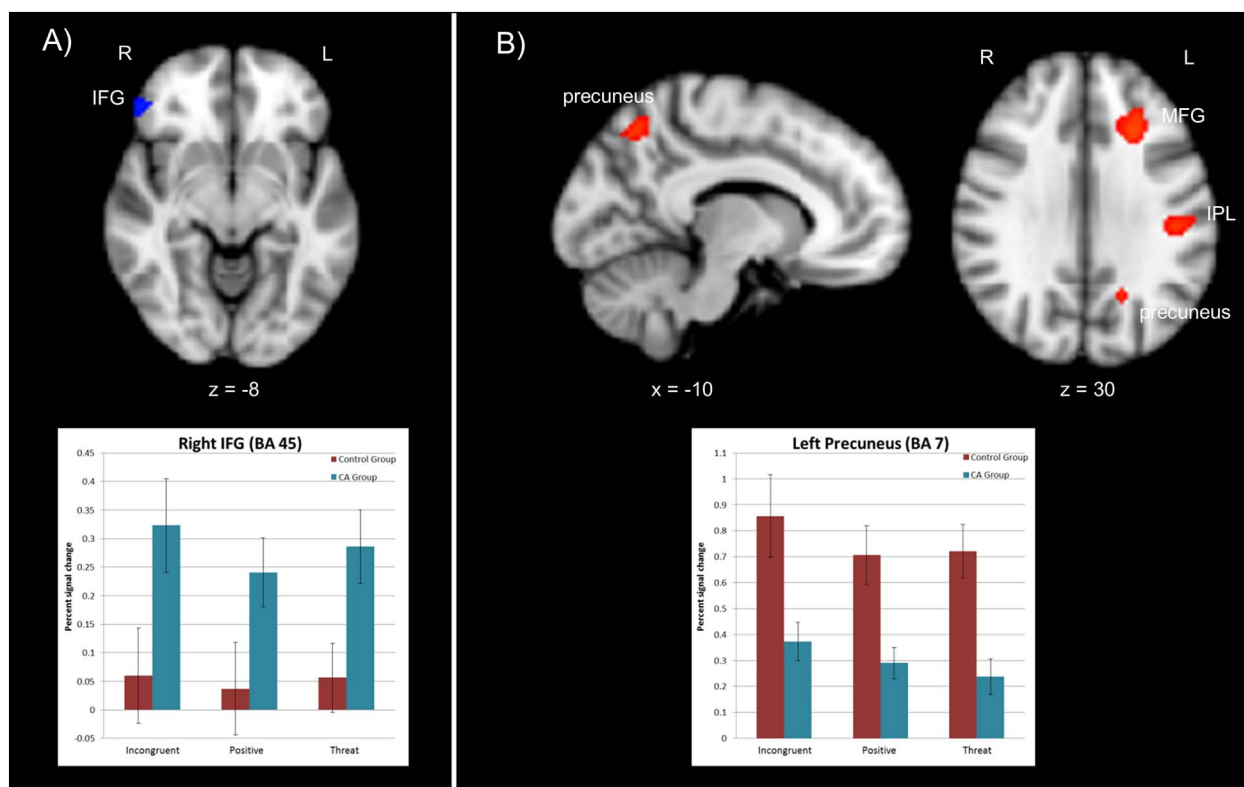 A)
R
L
IFG
z = -8
Right IFG (BA 45)
Control Group
CA Group
Percent signal change
0.45
0.4
0.35
0.3
0.25
0.2
0.15
0.1
0.05
0
-0.05
Incongruent
Positive
Threat
B)
precuneus
x = -10
R
L
MFG
IPL
precuneus
z = 30
Left Precuneus (BA 7)
Control Group
CA Group
Percent signal change
1.1
1
0.9
0.8
0.7
0.6
0.5
0.4
0.3
0.2
0.1
0
Incongruent
Positive
Threat